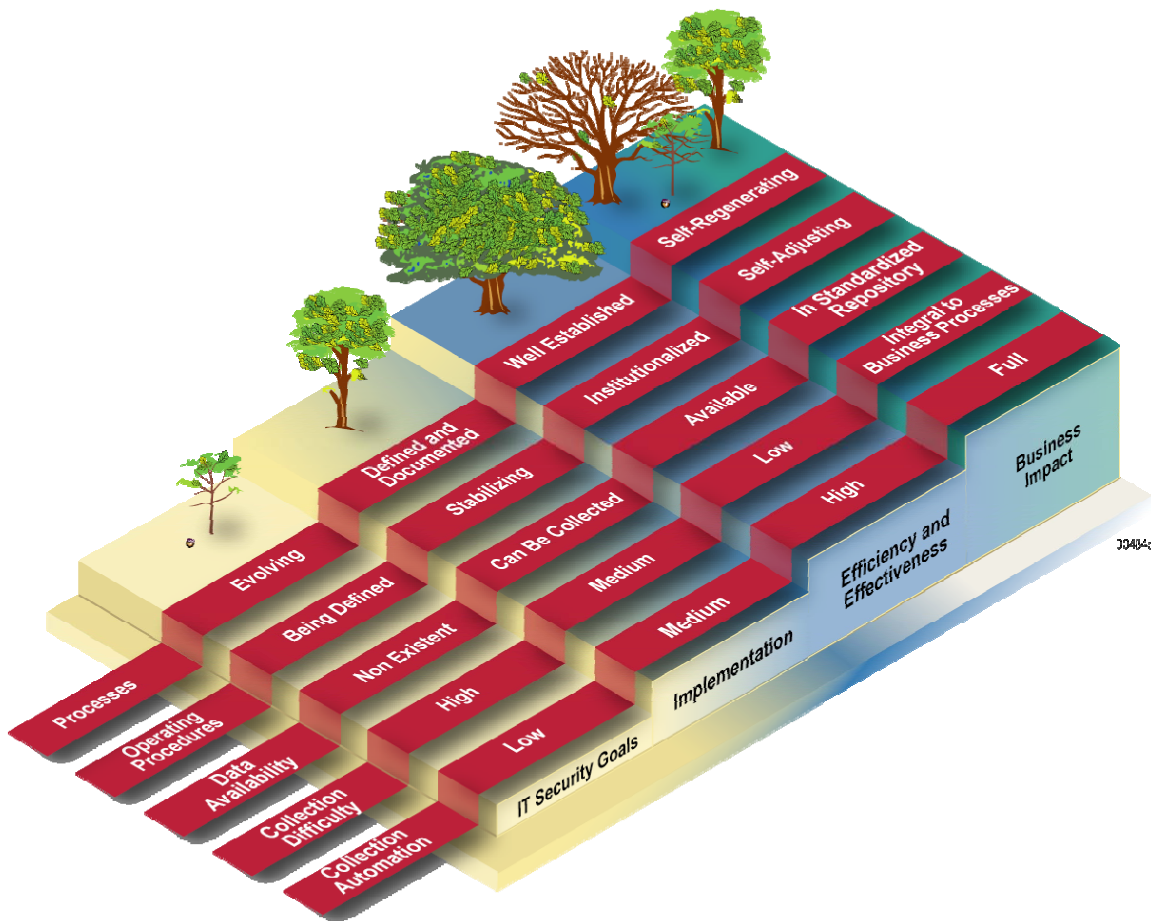 Self-Regenerating
Self-Adjusting
In Standardized
Repository
Integral to
Business Processes
Full
Well Established
Institutionalized
Available
Low
High
Defined and
Documented
Stabilizing
Can Be Collected
Medium
Medium
Evolving
Being Defined
Non Existent
High
Low
Processes
Operating
Procedures
Data
Availability
Collection
Difficulty
Collection
Automation
IT Security Goals
Implementation
Efficiency and
Effectiveness
Business
Impact